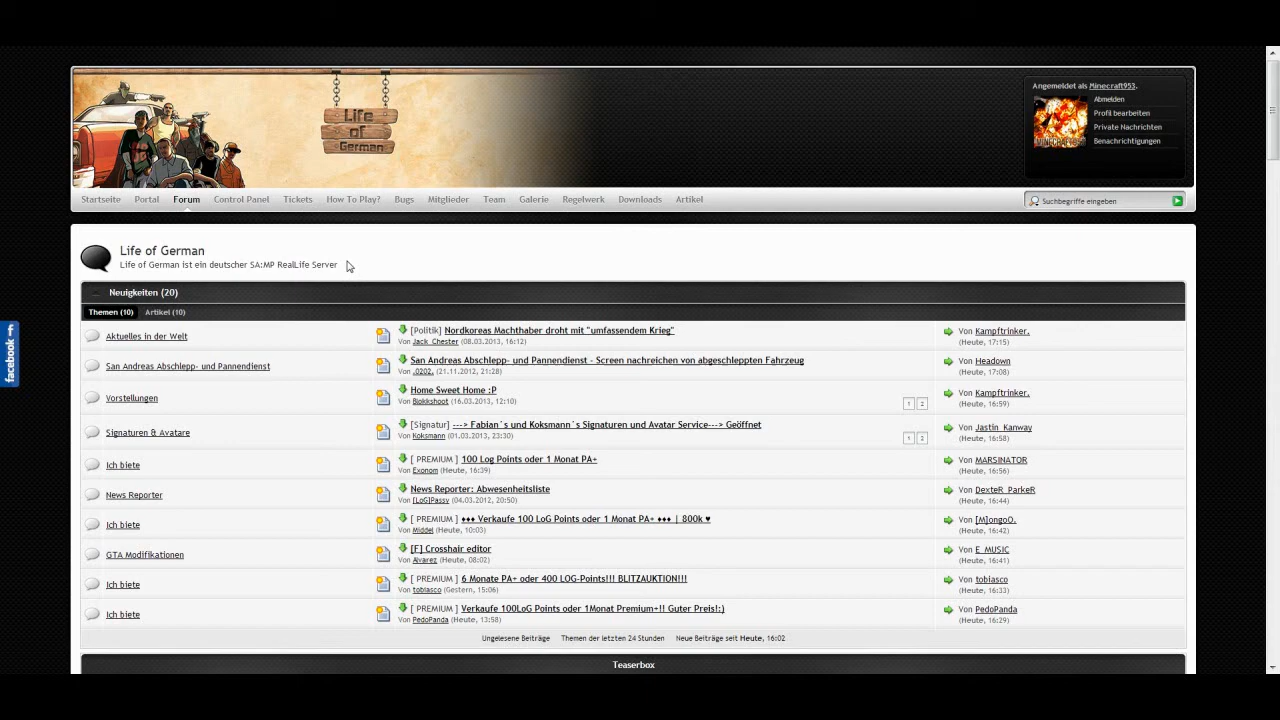 Life
of
German
Angemeldet als Minecraft953.
Abmelden
Profil bearbeiten
Private Nachrichten
Benachrichtigungen
Startseite Portal Forum Control Panel Tickets How To Play? Bugs Mitglieder Team Galerie Regelwerk Downloads Artikel
Suchbegriffe eingeben
Life of German
Life of German ist ein deutscher SA:MP RealLife Server
Neuigkeiten (20)
Themen (10) Artikel (10)
facebook
Aktuelles in der Welt
[Politik] Nordkoreas Machthaber droht mit "umfassendem Krieg"
Von Jack_Chester (08.03.2013, 16:12)
Von Kampftrinker.
(Heute, 17:15)
San Andreas Abschlepp- und Pannendienst
San Andreas Abschlepp- und Pannendienst - Screen nachreichen von abgeschleppten Fahrzeug
Von .0202. (21.11.2012, 21:28)
Von Headown
(Heute, 17:08)
Vorstellungen
Home Sweet Home :P
Von Blokkshoot (16.03.2013, 12:10)
1 2
Von Kampftrinker.
(Heute, 16:59)
Signaturen & Avatare
[Signatur] ---> Fabian´s und Koksmann´s Signaturen und Avatar Service---> Geöffnet
Von Koksmann (01.03.2013, 23:30)
1 2
Von Jastin_Kanway
(Heute, 16:58)
Ich biete
[ PREMIUM ] 100 Log Points oder 1 Monat PA+
Von Exonom (Heute, 16:39)
Von MARSINATOR
(Heute, 16:56)
News Reporter
News Reporter: Abwesenheitsliste
Von [LoG]Passy (04.03.2012, 20:50)
Von DexteR_ParkeR
(Heute, 16:44)
Ich biete
[ PREMIUM ] ♦♦♦ Verkaufe 100 LoG Points oder 1 Monat PA+ ♦♦♦ | 800k ♥
Von Middel (Heute, 10:03)
Von [M]ongoO.
(Heute, 16:42)
GTA Modifikationen
[F] Crosshair editor
Von Alvarez (Heute, 08:02)
Von E_MUSIC
(Heute, 16:41)
Ich biete
[ PREMIUM ] 6 Monate PA+ oder 400 LOG-Points!!! BLITZAUKTION!!!
Von tobiasco (Gestern, 15:06)
Von tobiasco
(Heute, 16:33)
Ich biete
[ PREMIUM ] Verkaufe 100LoG Points oder 1Monat Premium+!! Guter Preis!:)
Von PedoPanda (Heute, 13:58)
Von PedoPanda
(Heute, 16:29)
Ungelesene Beiträge Themen der letzten 24 Stunden Neue Beiträge seit Heute, 16:02
Teaserbox